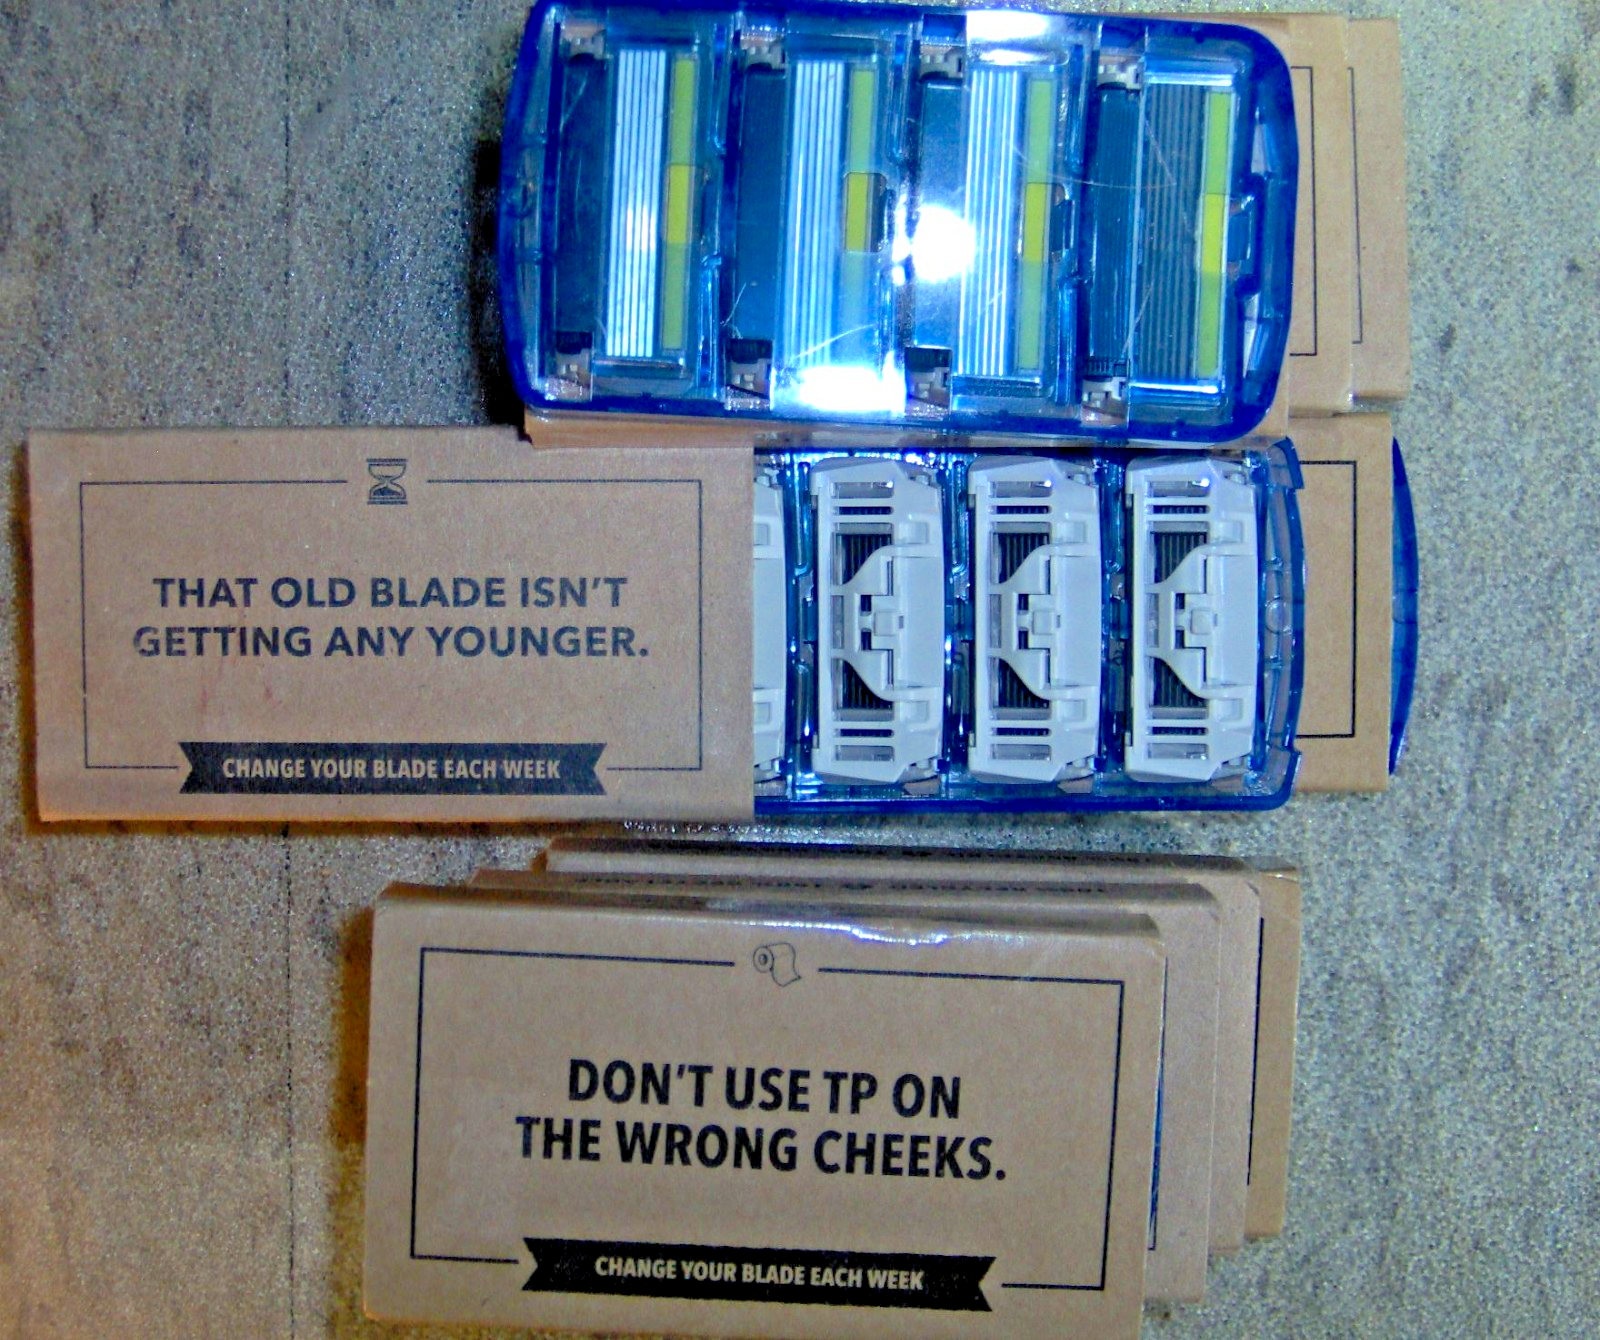 THAT OLD BLADE ISN'T
GETTING ANY YOUNGER.
CHANGE YOUR BLADE EACH WEEK
DON'T USE TP ON
THE WRONG CHEEKS.
CHANGE YOUR BLADE EACH WEEK